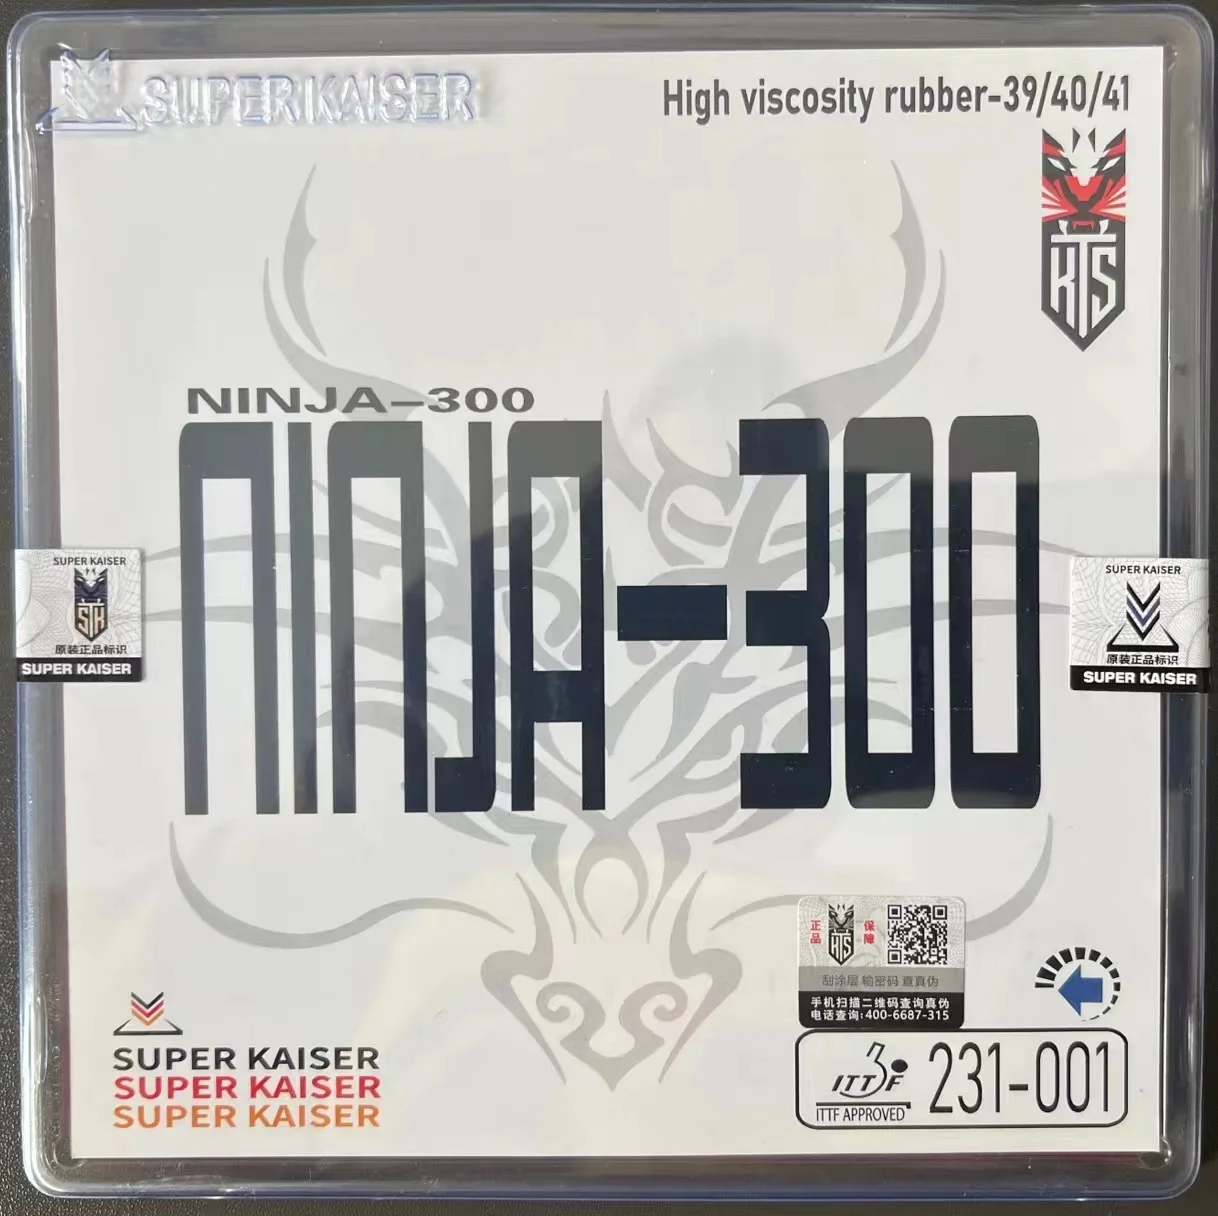 SUPER KAISER
High viscosity rubber-39/40/41
KTS
NINJA-300
NINJA-300
SUPER KAISER
STK
原装正品标识
SUPER KAISER
SUPER KAISER
原装正品标识
SUPER KAISER
正品
KTS
保障
刮涂层 输密码 查真伪
手机扫描二维码查询真伪
电话查询:400-6687-315
SUPER KAISER
SUPER KAISER
SUPER KAISER
ITTF
ITTF APPROVED
231-001